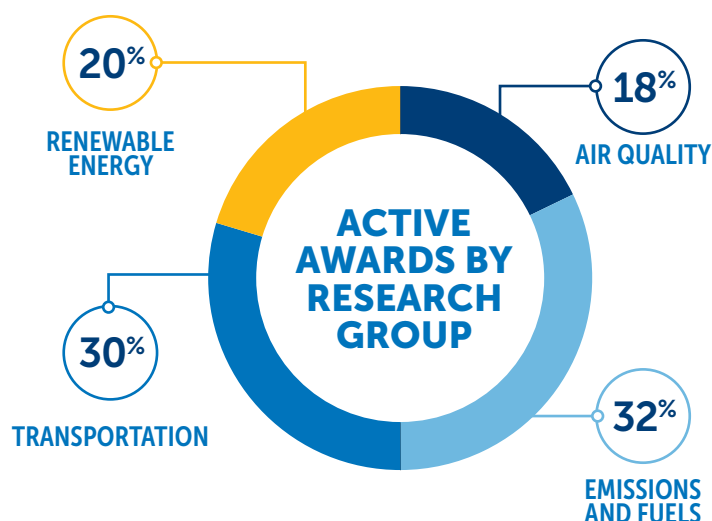 20%
RENEWABLE
ENERGY
18%
AIR QUALITY
ACTIVE
AWARDS BY
RESEARCH
GROUP
30%
TRANSPORTATION
32%
EMISSIONS
AND FUELS